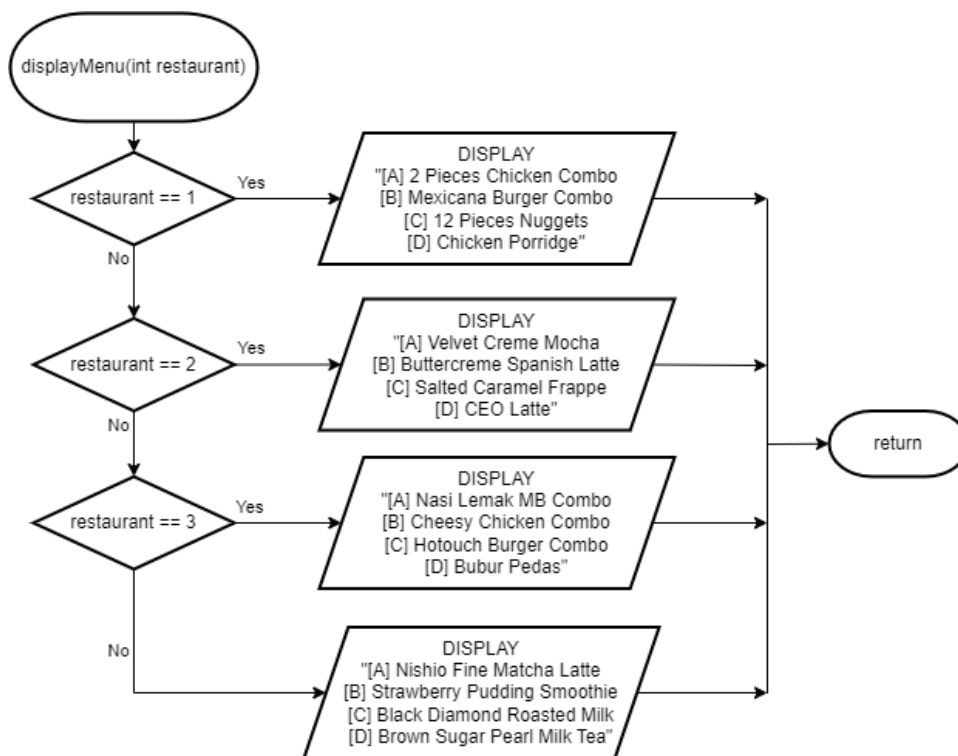 displayMenu(int restaurant)
restaurant == 1
Yes
No
DISPLAY
"[A] 2 Pieces Chicken Combo
[B] Mexicana Burger Combo
[C] 12 Pieces Nuggets
[D] Chicken Porridge"
restaurant == 2
Yes
No
DISPLAY
"[A] Velvet Creme Mocha
[B] Buttercreme Spanish Latte
[C] Salted Caramel Frappe
[D] CEO Latte"
return
restaurant == 3
Yes
No
DISPLAY
"[A] Nasi Lemak MB Combo
[B] Cheesy Chicken Combo
[C] Hotouch Burger Combo
[D] Bubur Pedas"
DISPLAY
"[A] Nishio Fine Matcha Latte
[B] Strawberry Pudding Smoothie
[C] Black Diamond Roasted Milk
[D] Brown Sugar Pearl Milk Tea"